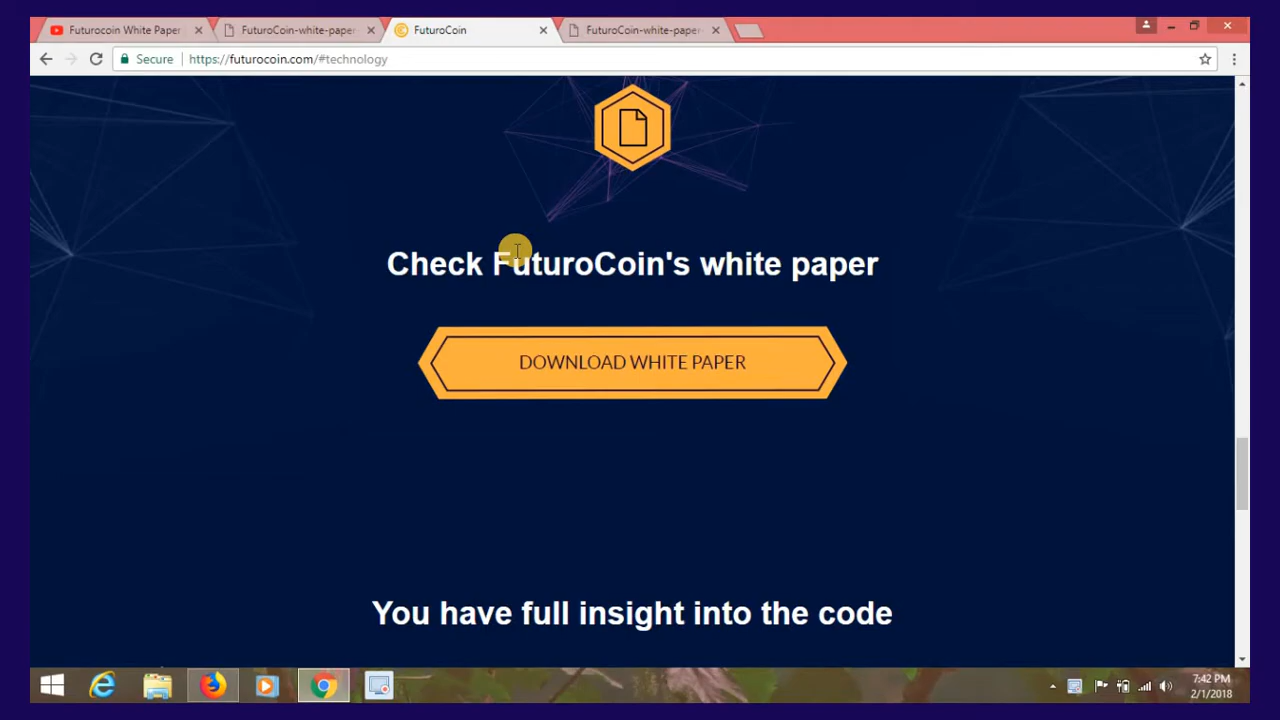 Futurocoin White Paper
FuturoCoin-white-paper
FuturoCoin
FuturoCoin-white-paper
Secure
https://futurocoin.com/#technology
Check FuturoCoin's white paper
DOWNLOAD WHITE PAPER
You have full insight into the code
7:42 PM
2/1/2018